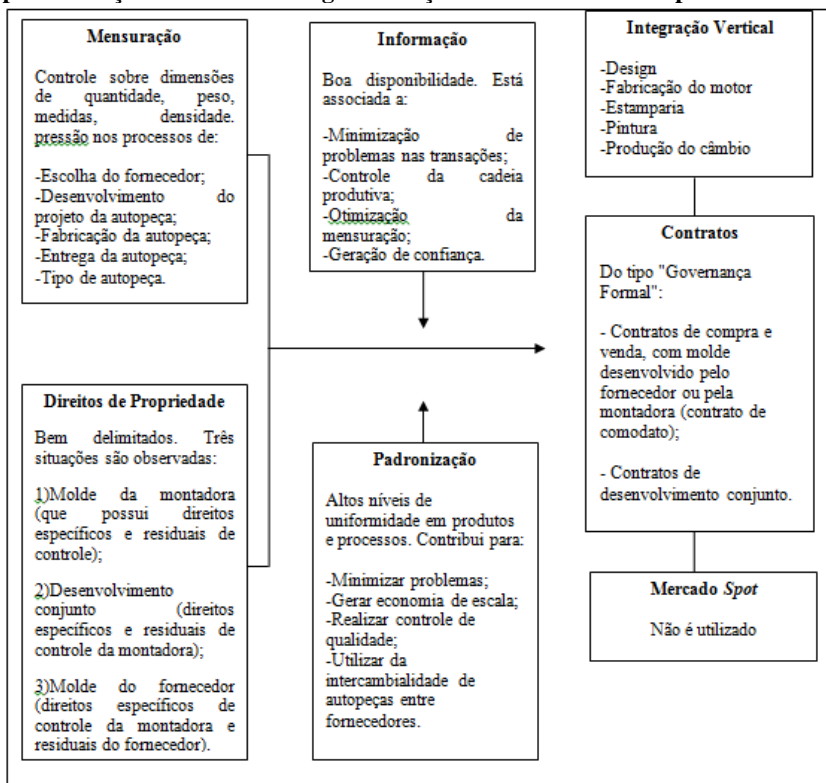 Mensuração
Controle sobre dimensões
de quantidade, peso,
medidas, densidade.
pressão nos processos de:
-Escolha do fornecedor;
-Desenvolvimento do
projeto da autopeça;
-Fabricação da autopeça;
-Entrega da autopeça;
-Tipo de autopeça.
Informação
Boa disponibilidade. Está
associada a:
-Minimização de
problemas nas transações;
-Controle da cadeia
produtiva;
-Otimização da
mensuração;
-Geração de confiança.
Integração Vertical
-Design
-Fabricação do motor
-Estamparia
-Pintura
-Produção do câmbio
Contratos
Do tipo "Governança
Formal":
- Contratos de compra e
venda, com molde
desenvolvido pelo
fornecedor ou pela
montadora (contrato de
comodato);
- Contratos de
desenvolvimento conjunto.
Direitos de Propriedade
Bem delimitados. Três
situações são observadas:
1)Molde da montadora
(que possui direitos
específicos e residuais de
controle);
2)Desenvolvimento
conjunto (direitos
específicos e residuais de
controle da montadora);
3)Molde do fornecedor
(direitos específicos de
controle da montadora e
residuais do fornecedor).
Padronização
Altos níveis de
uniformidade em produtos
e processos. Contribui para:
-Minimizar problemas;
-Gerar economia de escala;
-Realizar controle de
qualidade;
-Utilizar da
intercambialidade de
autopeças entre
fornecedores.
Mercado Spot
Não é utilizado